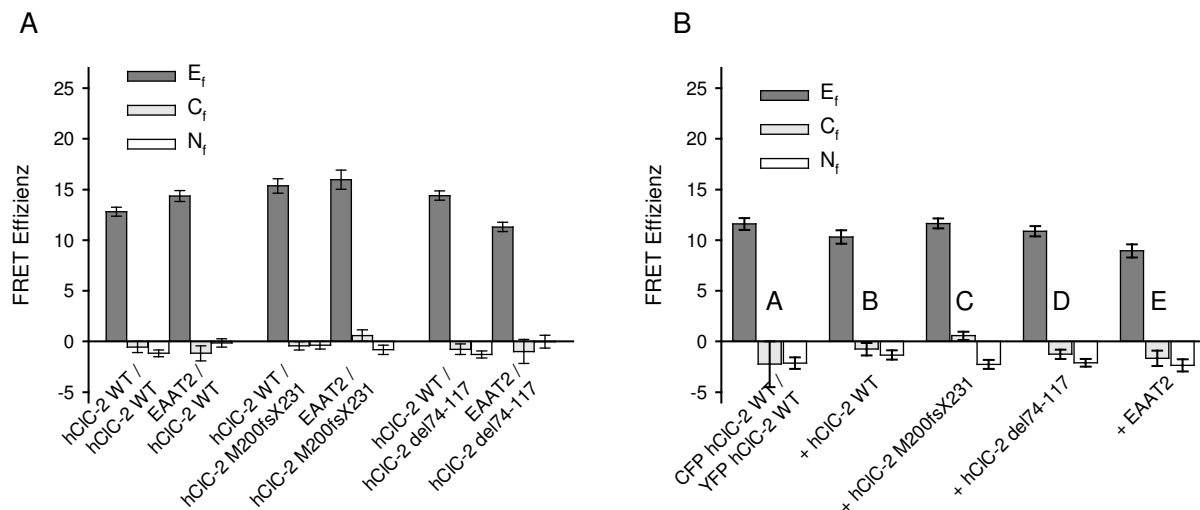 A
E_f
C_f
N_f
25
20
15
10
5
0
-5
FRET Effizienz
hClC-2 WT /
hClC-2 WT
EAAT2 /
hClC-2 WT
hClC-2 WT /
hClC-2 M200fsX231
EAAT2 /
hClC-2 M200fsX231
hClC-2 WT /
hClC-2 del74-117
EAAT2 /
hClC-2 del74-117
B
E_f
C_f
N_f
25
20
15
10
5
0
-5
FRET Effizienz
A
B
C
D
E
CFP hClC-2 WT /
YFP hClC-2 WT
+ hClC-2 WT
+ hClC-2 M200fsX231
+ hClC-2 del74-117
+ EAAT2